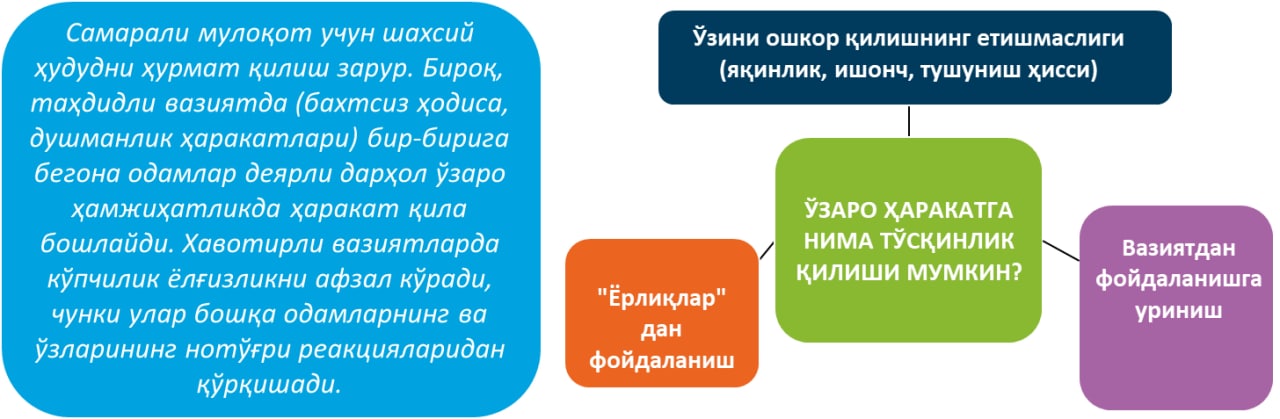 Самарали мулоқот учун шахсий
ҳудудни ҳурмат қилиш зарур. Бироқ,
таҳдидли вазиятда (бахтсиз ҳодиса,
душманлик ҳаракатлари) бир-бирига
бегона одамлар деярли дарҳол ўзаро
ҳамжиҳатликда ҳаракат қила
бошлайди. Хавотирли вазиятларда
кўпчилик ёлғизликни афзал кўради,
чунки улар бошқа одамларнинг ва
ўзларининг нотўғри реакцияларидан
қўрқишади.
Ўзини ошкор қилишнинг етишмаслиги
(яқинлик, ишонч, тушуниш ҳисси)
ЎЗАРО ҲАРАКАТГА
НИМА ТЎСҚИНЛИК
ҚИЛИШИ МУМКИН?
"Ёрлиқлар"
дан
фойдаланиш
Вазиятдан
фойдаланишга
уриниш